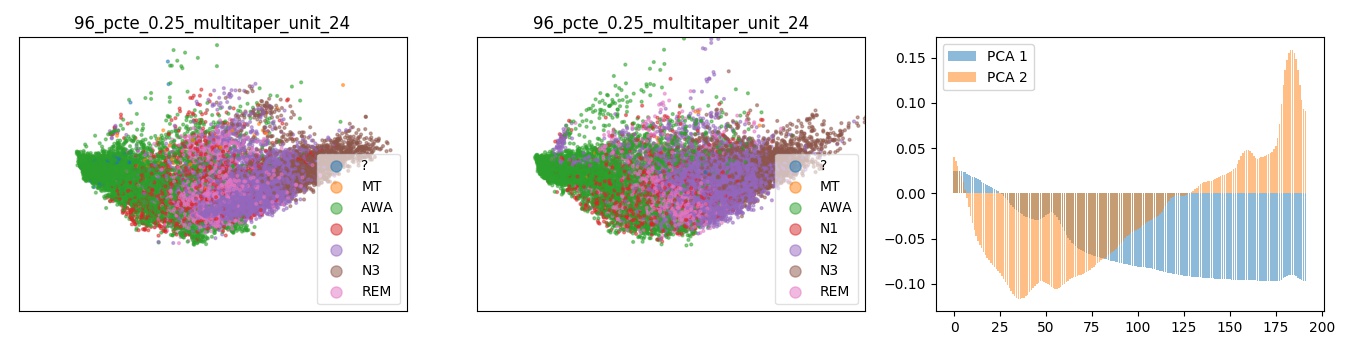 96_pcte_0.25_multitaper_unit_24
?
MT
AWA
N1
N2
N3
REM
96_pcte_0.25_multitaper_unit_24
?
MT
AWA
N1
N2
N3
REM
PCA 1
PCA 2
0.15
0.10
0.05
0.00
−0.05
−0.10
0 25 50 75 100 125 150 175 200